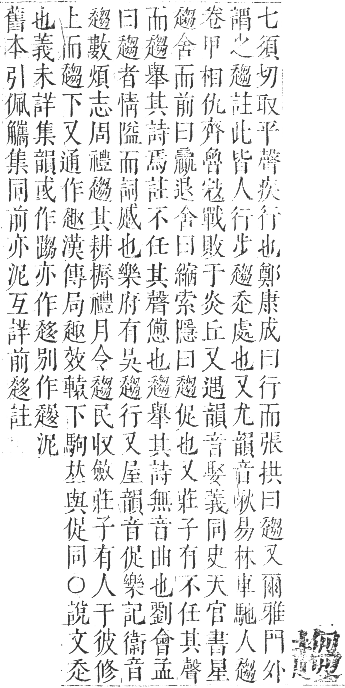 七須切取平聲疾行也鄭康成曰行而張拱曰趨又爾雅門外
謂之趨註此皆人行步趨走處也又尤韻音啾易林車馳人趨
卷甲相仇齊魯寇戰敗于炎丘又遇韻音娶義同史天官書星
趨舍而前曰贏退舍曰縮索隱曰趨促也又莊子有不任其聲
而趨舉其詩焉註不任其聲憊也趨舉其詩無音曲也劉會孟
曰趨者情隘而詞慼也樂府有吳趨行又屋韻音促樂記衞音
趨數煩志周禮趨其耕耨禮月令趨民收斂莊子有人于彼修
上而趨下又通作趣漢傳局趣效轅下駒𠀤與促同○說文走
也義未詳集韻或作亦作趍別作泥
舊本引佩觿集同前亦泥互詳前趍註